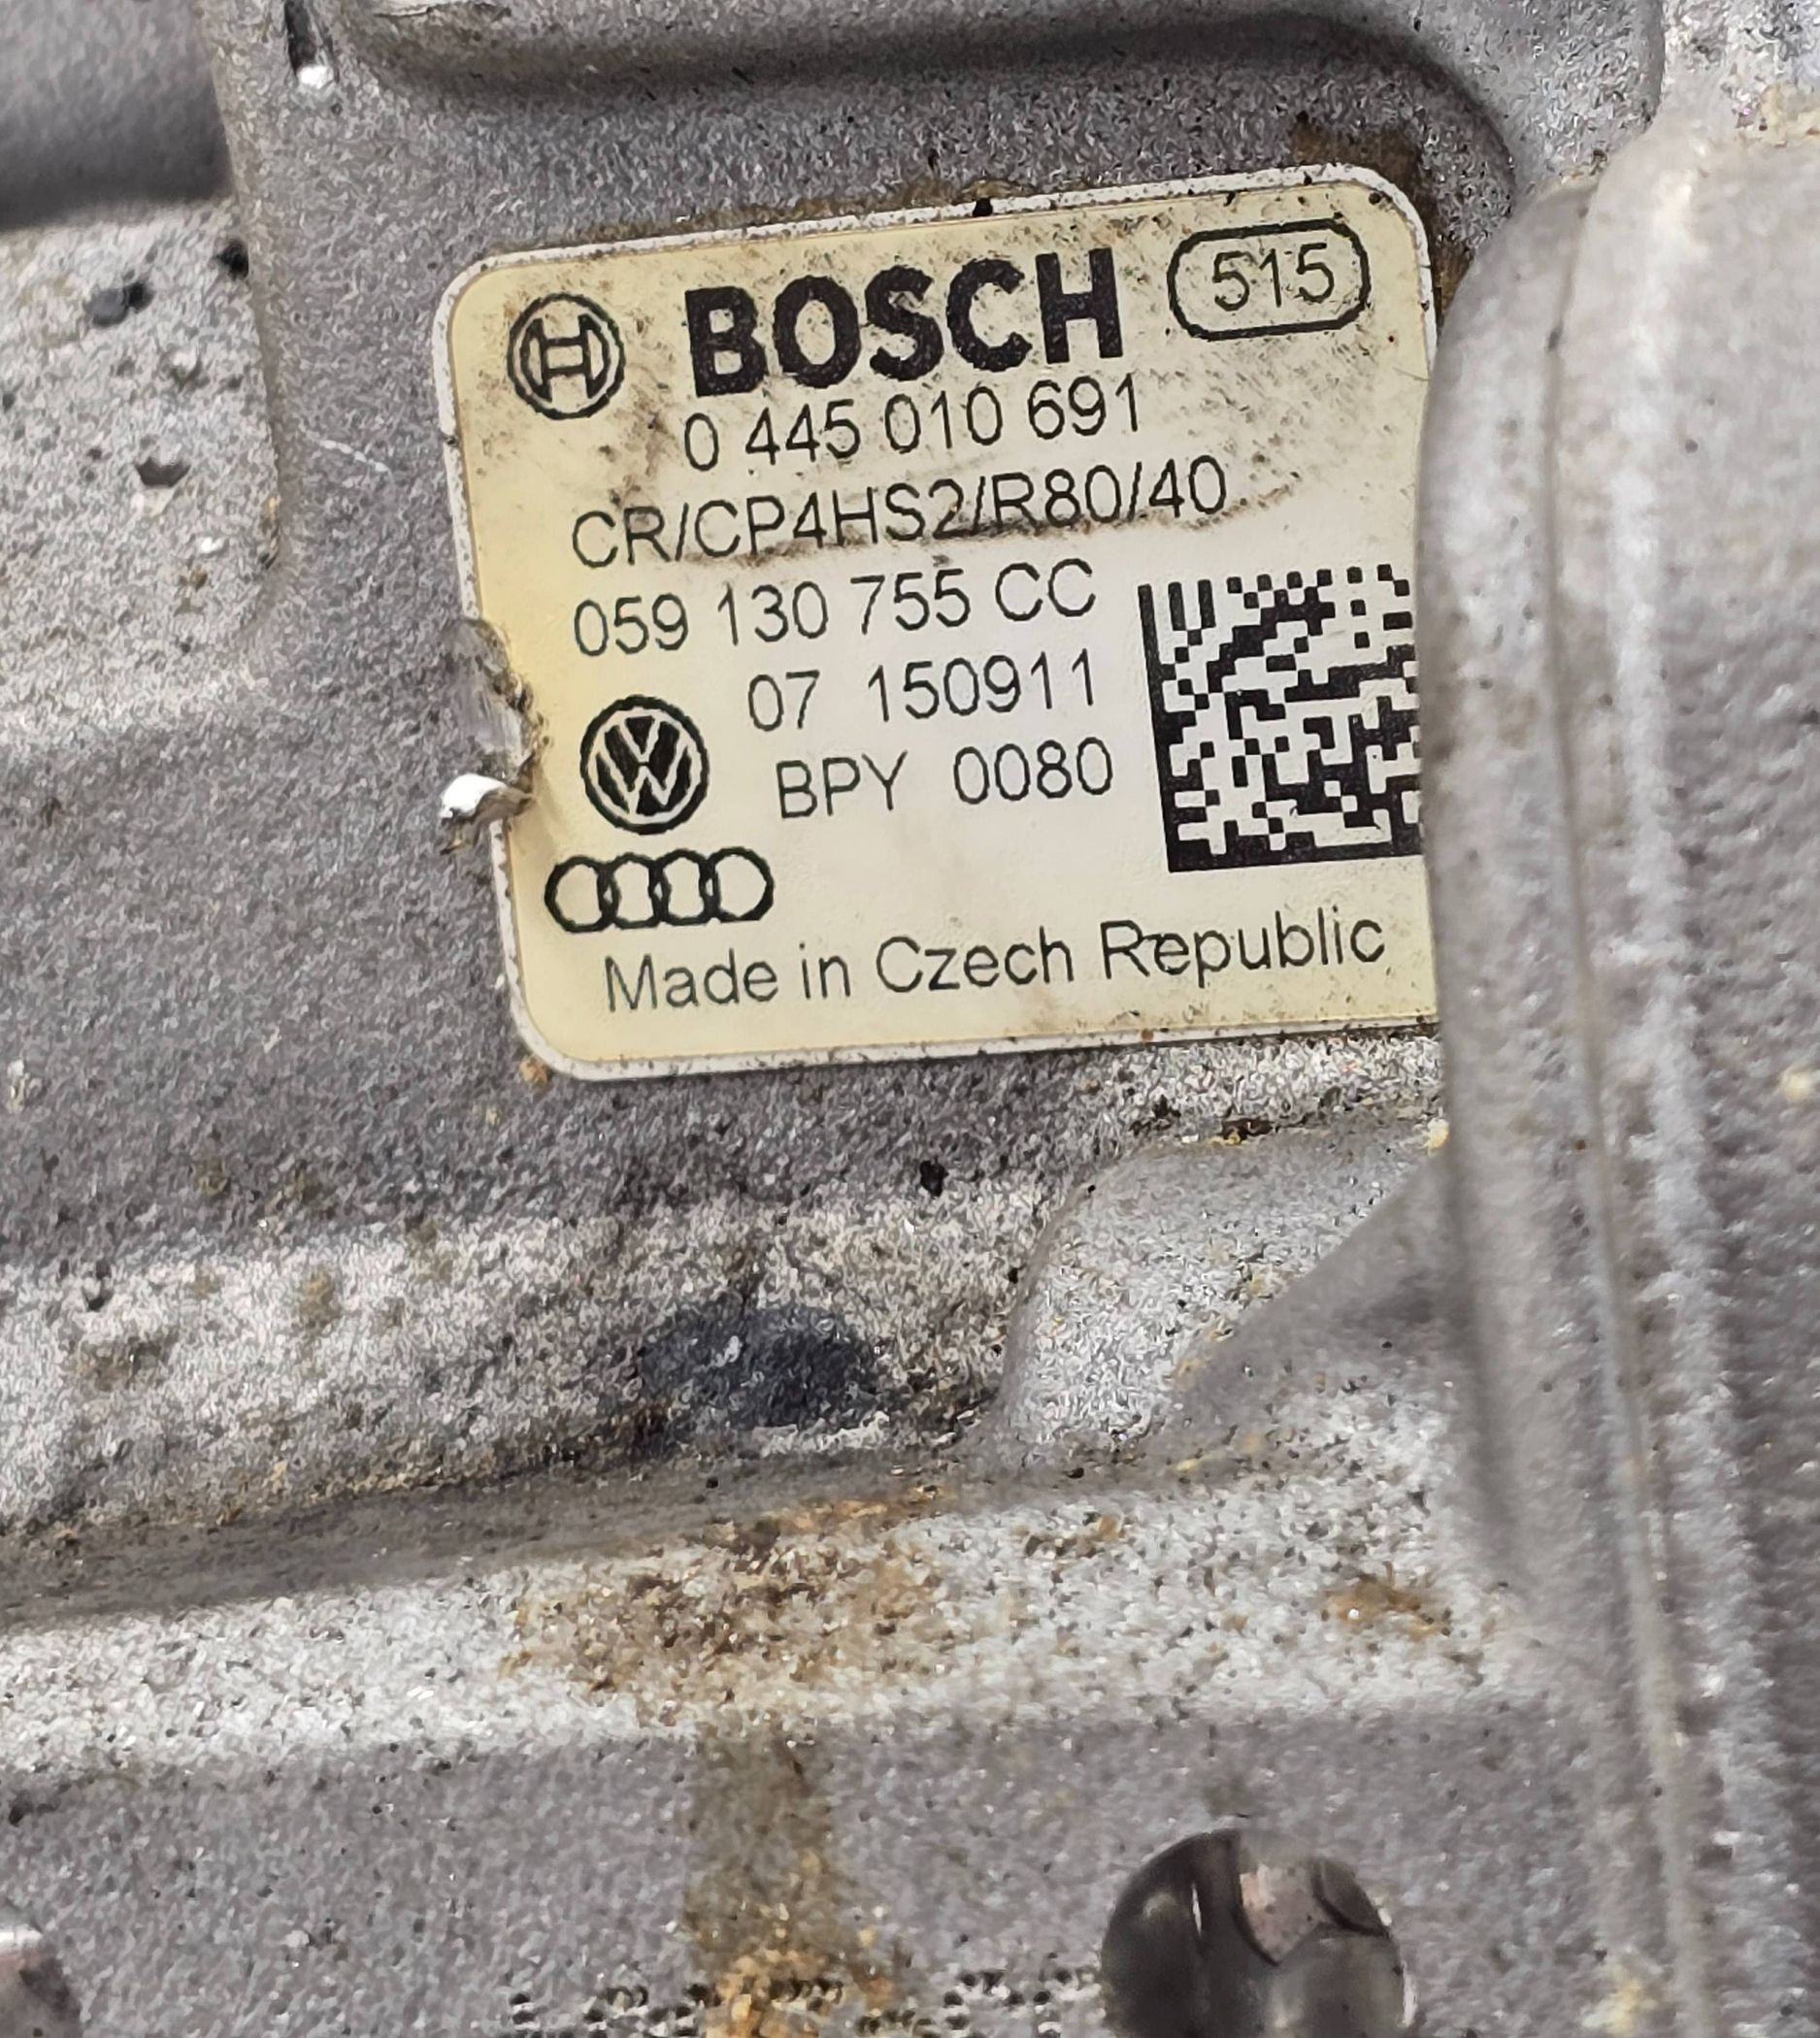 BOSCH 515
0 445 010 691
CR/CP4HS2/R80/40
059 130 755 CC
07 150911
BPY 0080
Made in Czech Republic